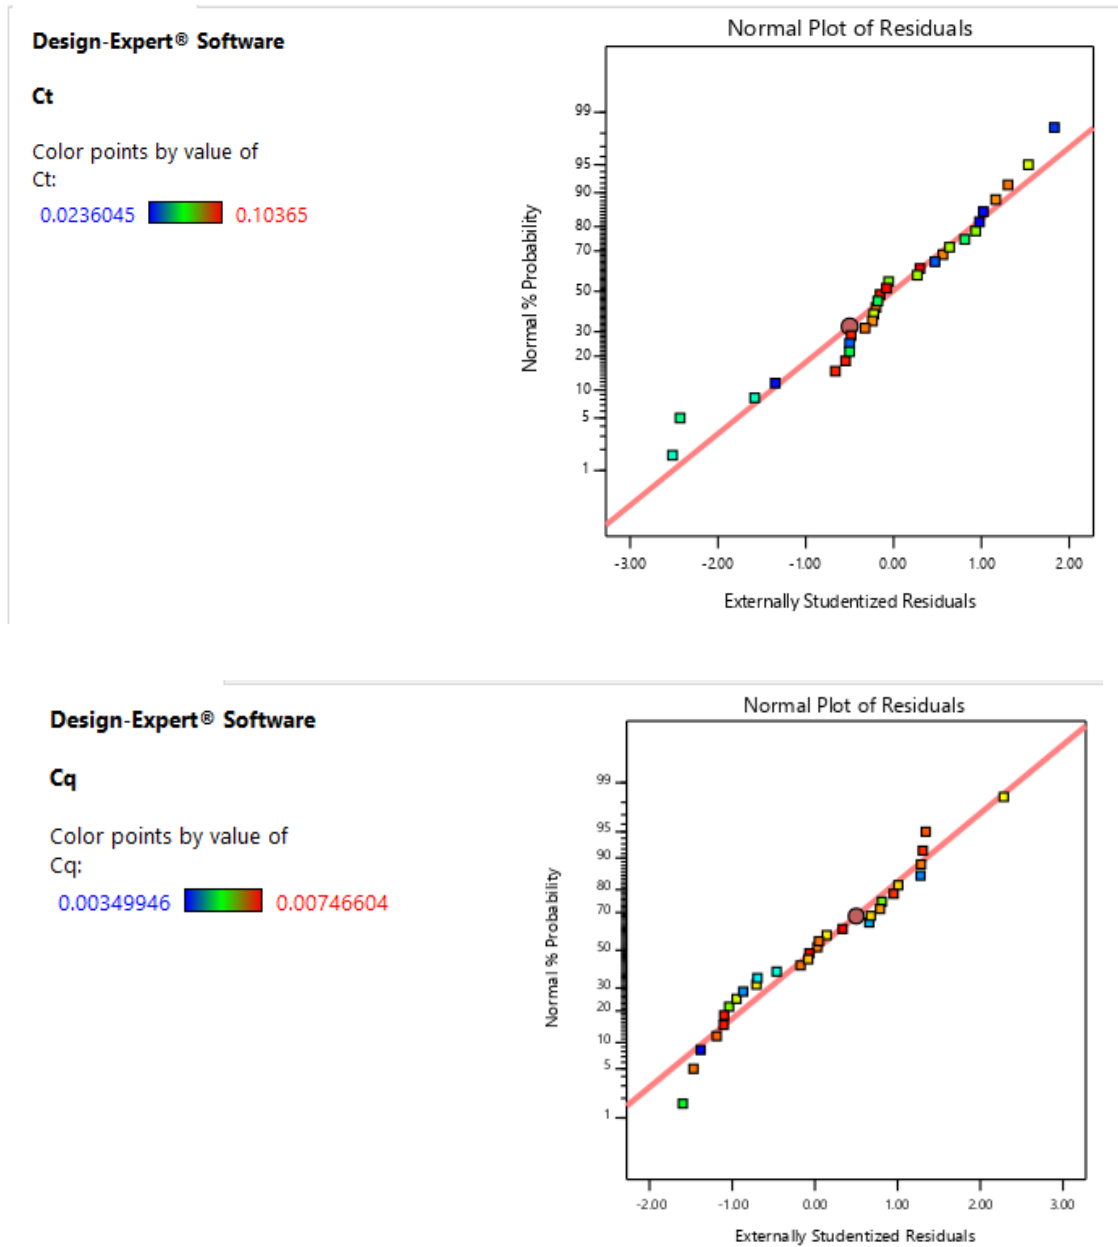 Design-Expert® Software
Ct
Color points by value of
Ct:
0.0236045 0.10365
Normal Plot of Residuals
Normal % Probability
99
95
90
80
70
50
30
20
10
5
1
-3.00 -2.00 -1.00 0.00 1.00 2.00
Externally Studentized Residuals
Design-Expert® Software
Cq
Color points by value of
Cq:
0.00349946 0.00746604
Normal Plot of Residuals
Normal % Probability
99
95
90
80
70
50
30
20
10
5
1
-2.00 -1.00 0.00 1.00 2.00 3.00
Externally Studentized Residuals